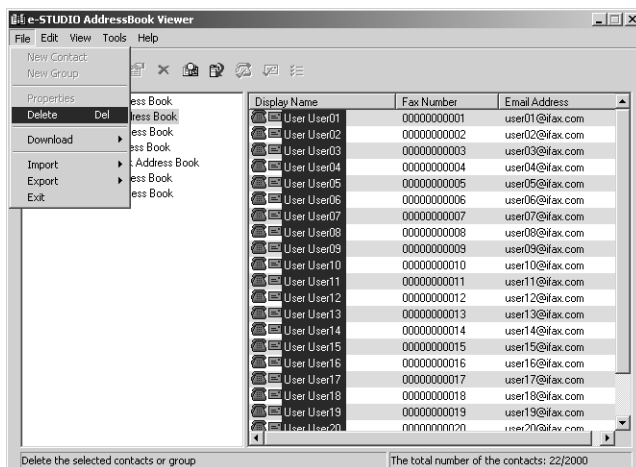 e-STUDIO AddressBook Viewer
File Edit View Tools Help
New Contact
New Group
Properties
Delete Del
Download
Import
Export
Exit
ess Book
dress Book
ess Book
ss Book
Address Book
ess Book
ess Book
Display Name Fax Number Email Address
User User01 00000000001 user01@ifax.com
User User02 00000000002 user02@ifax.com
User User03 00000000003 user03@ifax.com
User User04 00000000004 user04@ifax.com
User User05 00000000005 user05@ifax.com
User User06 00000000006 user06@ifax.com
User User07 00000000007 user07@ifax.com
User User08 00000000008 user08@ifax.com
User User09 00000000009 user09@ifax.com
User User10 00000000010 user10@ifax.com
User User11 00000000011 user11@ifax.com
User User12 00000000012 user12@ifax.com
User User13 00000000013 user13@ifax.com
User User14 00000000014 user14@ifax.com
User User15 00000000015 user15@ifax.com
User User16 00000000016 user16@ifax.com
User User17 00000000017 user17@ifax.com
User User18 00000000018 user18@ifax.com
User User19 00000000019 user19@ifax.com
User User20 00000000020 user20@ifax.com
Delete the selected contacts or group
The total number of the contacts: 22/2000